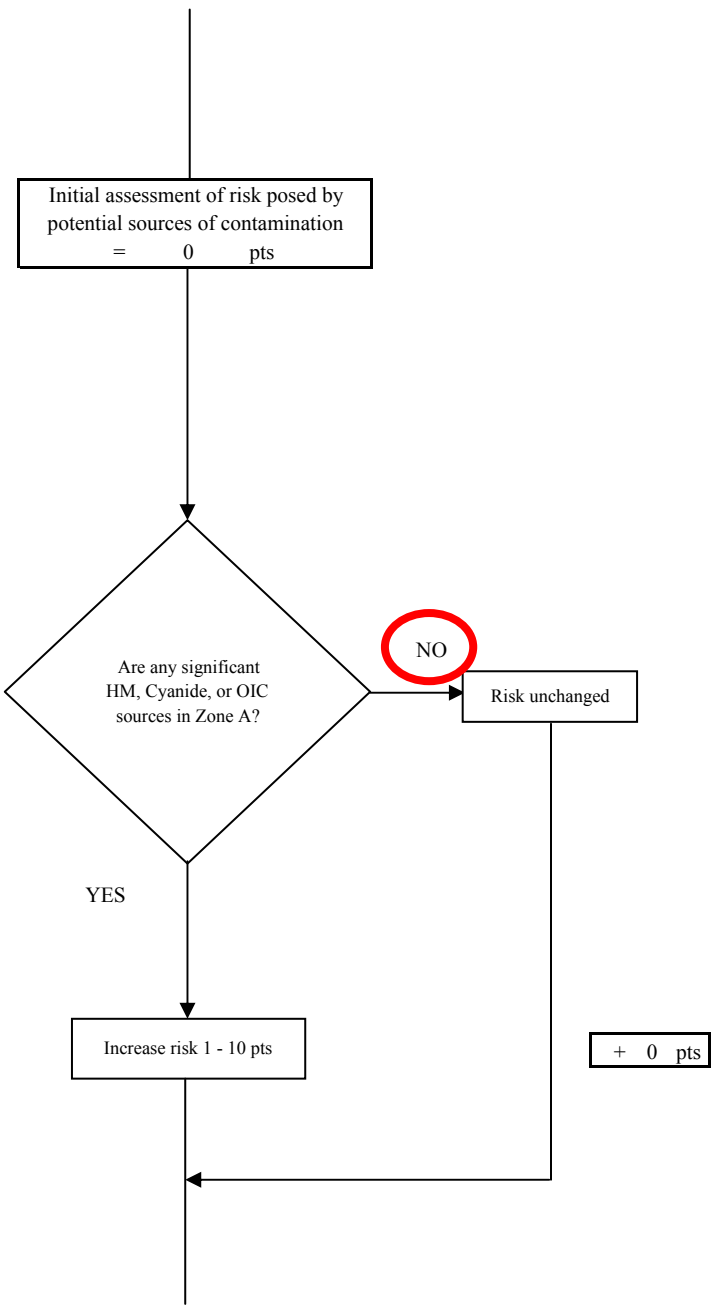 Initial assessment of risk posed by
potential sources of contamination
= 0 pts
Are any significant
HM, Cyanide, or OIC
sources in Zone A?
NO
Risk unchanged
YES
Increase risk 1 - 10 pts
+ 0 pts